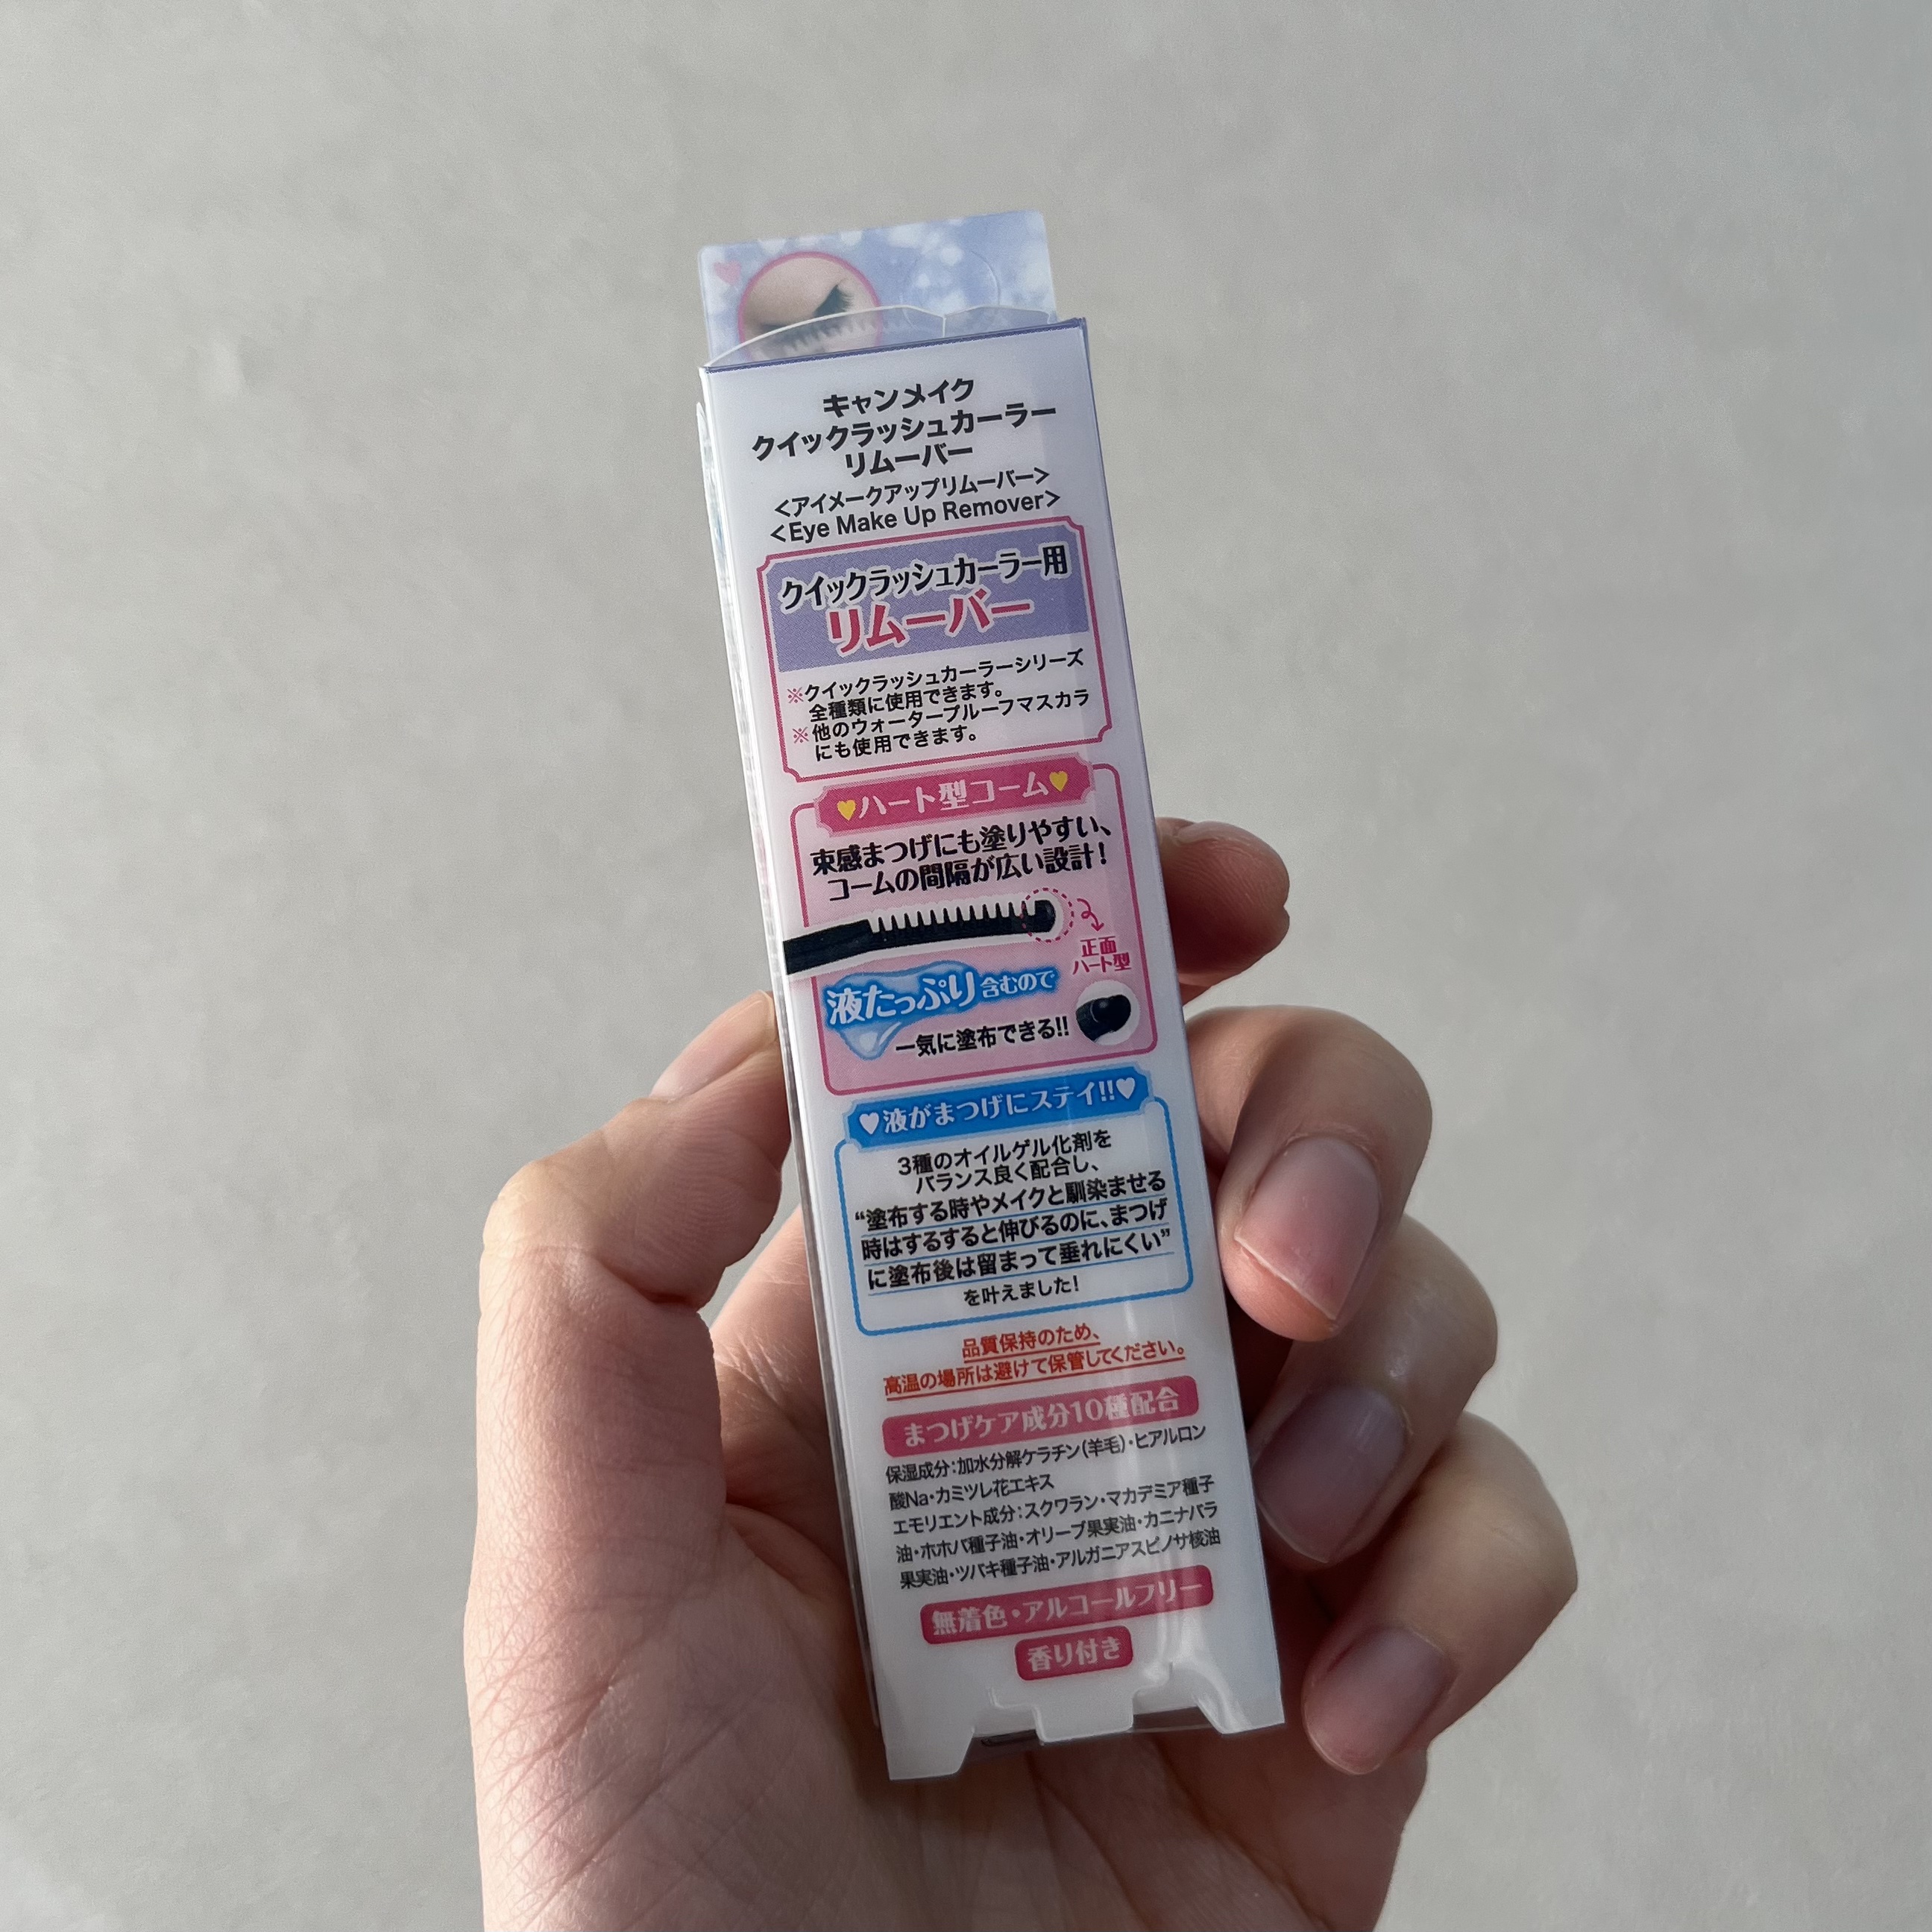 キャンメイク
クイックラッシュカーラー
リムーバー
<アイメークアップリムーバー>
<Eye Make Up Remover>
クイックラッシュカーラー用
リムーバー
※クイックラッシュカーラーシリーズ
全種類に使用できます。
※他のウォータープルーフマスカラ
にも使用できます。
♥ハート型コーム♥
束感まつげにも塗りやすい、
コームの間隔が広い設計!
正面
ハート型
液たっぷり含むので
一気に塗布できる!!
♥液がまつげにステイ!!♥
3種のオイルゲル化剤を
バランス良く配合し、
“塗布する時やメイクと馴染ませる
時はするすると伸びるのに、まつげ
に塗布後は留まって垂れにくい”
を叶えました!
品質保持のため、
高温の場所は避けて保管してください。
まつげケア成分10種配合
保湿成分:加水分解ケラチン(羊毛)・ヒアルロン
酸Na・カミツレ花エキス
エモリエント成分:スクワラン・マカデミア種子
油・ホホバ種子油・オリーブ果実油・カニナバラ
果実油・ツバキ種子油・アルガニアスピノサ核油
無着色・アルコールフリー
香り付き